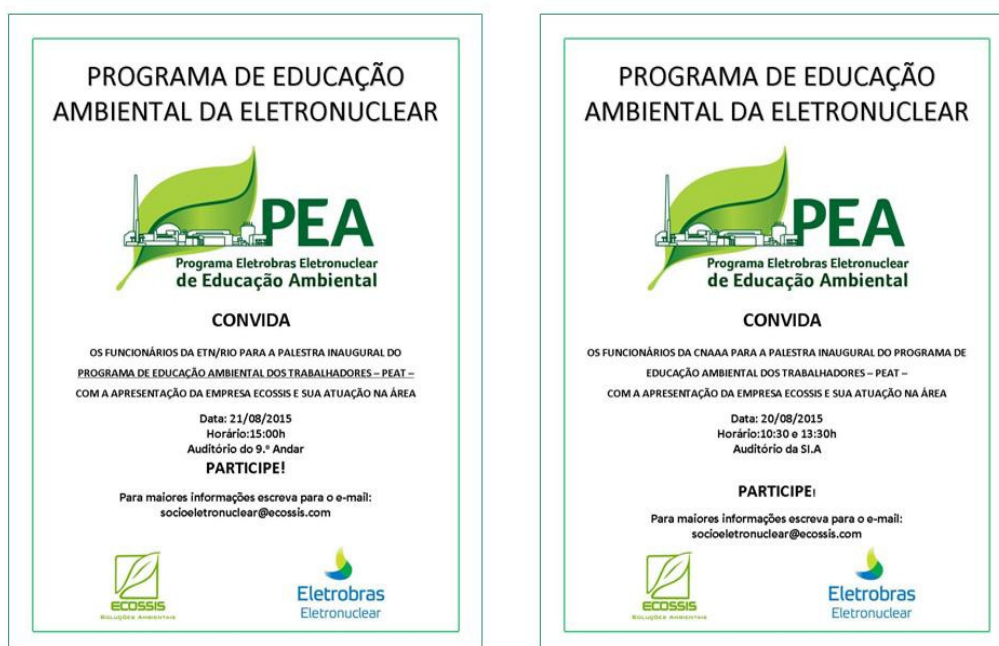 PROGRAMA DE EDUCAÇÃO
AMBIENTAL DA ELETRONUCLEAR
PEA
Programa Eletrobras Eletronuclear
de Educação Ambiental
CONVIDA
OS FUNCIONÁRIOS DA ETN/RIO PARA A PALESTRA INAUGURAL DO
PROGRAMA DE EDUCAÇÃO AMBIENTAL DOS TRABALHADORES – PEAT –
COM A APRESENTAÇÃO DA EMPRESA ECOSSIS E SUA ATUAÇÃO NA ÁREA
Data: 21/08/2015
Horário:15:00h
Auditório do 9.º Andar
PARTICIPE!
Para maiores informações escreva para o e-mail:
socioeletronuclear@ecossis.com
ECOSSIS
SOLUÇÕES AMBIENTAIS
Eletrobras
Eletronuclear
PROGRAMA DE EDUCAÇÃO
AMBIENTAL DA ELETRONUCLEAR
PEA
Programa Eletrobras Eletronuclear
de Educação Ambiental
CONVIDA
OS FUNCIONÁRIOS DA CNAAA PARA A PALESTRA INAUGURAL DO PROGRAMA DE
EDUCAÇÃO AMBIENTAL DOS TRABALHADORES – PEAT –
COM A APRESENTAÇÃO DA EMPRESA ECOSSIS E SUA ATUAÇÃO NA ÁREA
Data: 20/08/2015
Horário:10:30 e 13:30h
Auditório da SI.A
PARTICIPE!
Para maiores informações escreva para o e-mail:
socioeletronuclear@ecossis.com
ECOSSIS
SOLUÇÕES AMBIENTAIS
Eletrobras
Eletronuclear